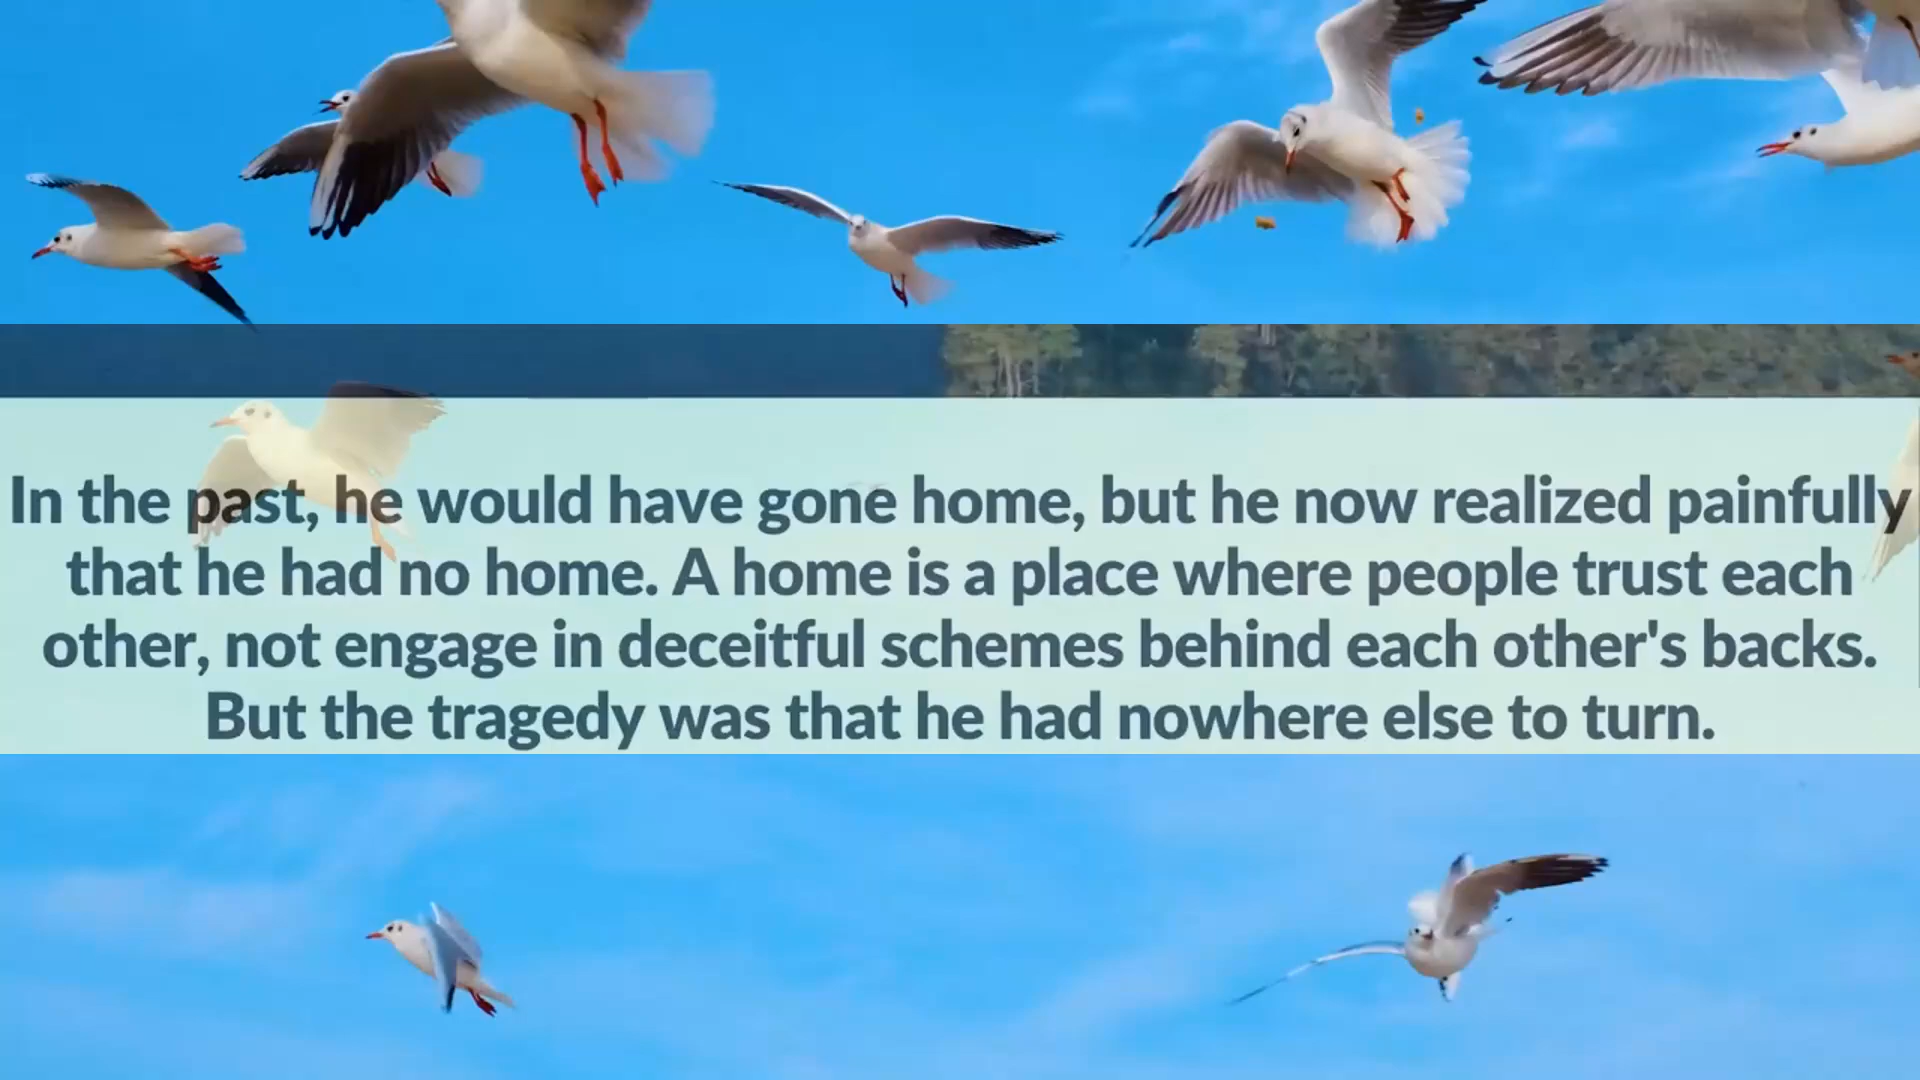 In the past, he would have gone home, but he now realized painfully
that he had no home. A home is a place where people trust each
other, not engage in deceitful schemes behind each other's backs.
But the tragedy was that he had nowhere else to turn.